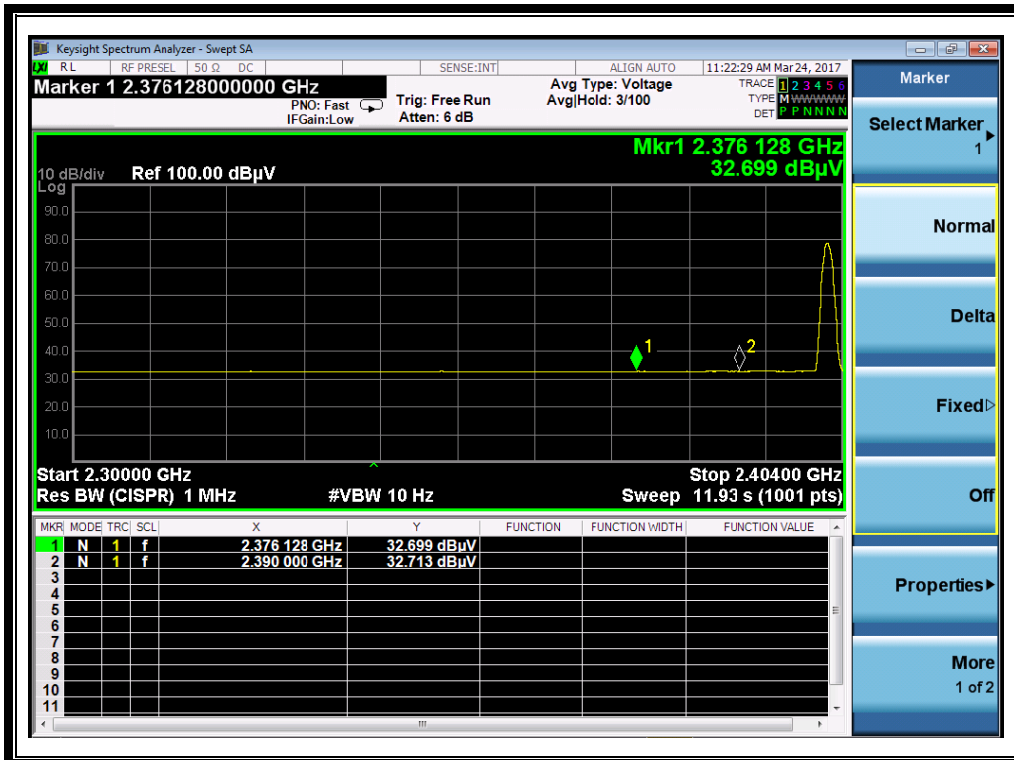 Keysight Spectrum Analyzer - Swept SA
LXI RL RF PRESEL 50 Ω DC SENSE:INT ALIGN AUTO 11:22:29 AM Mar 24, 2017
Marker 1 2.376128000000 GHz
PNO: Fast
IFGain:Low
Trig: Free Run
Atten: 6 dB
Avg Type: Voltage
Avg|Hold: 3/100
TRACE 1 2 3 4 5 6
TYPE M W W W W W
DET P P N N N N
Mkr1 2.376 128 GHz
32.699 dBµV
10 dB/div Ref 100.00 dBµV
Log
90.0
80.0
70.0
60.0
50.0
40.0
30.0
20.0
10.0
1
2
Start 2.30000 GHz Stop 2.40400 GHz
Res BW (CISPR) 1 MHz #VBW 10 Hz Sweep 11.93 s (1001 pts)
MKR MODE TRC SCL X Y FUNCTION FUNCTION WIDTH FUNCTION VALUE
1 N 1 f 2.376 128 GHz 32.699 dBµV
2 N 1 f 2.390 000 GHz 32.713 dBµV
3
4
5
6
7
8
9
10
11
Marker
Select Marker
1
Normal
Delta
Fixed
Off
Properties
More
1 of 2